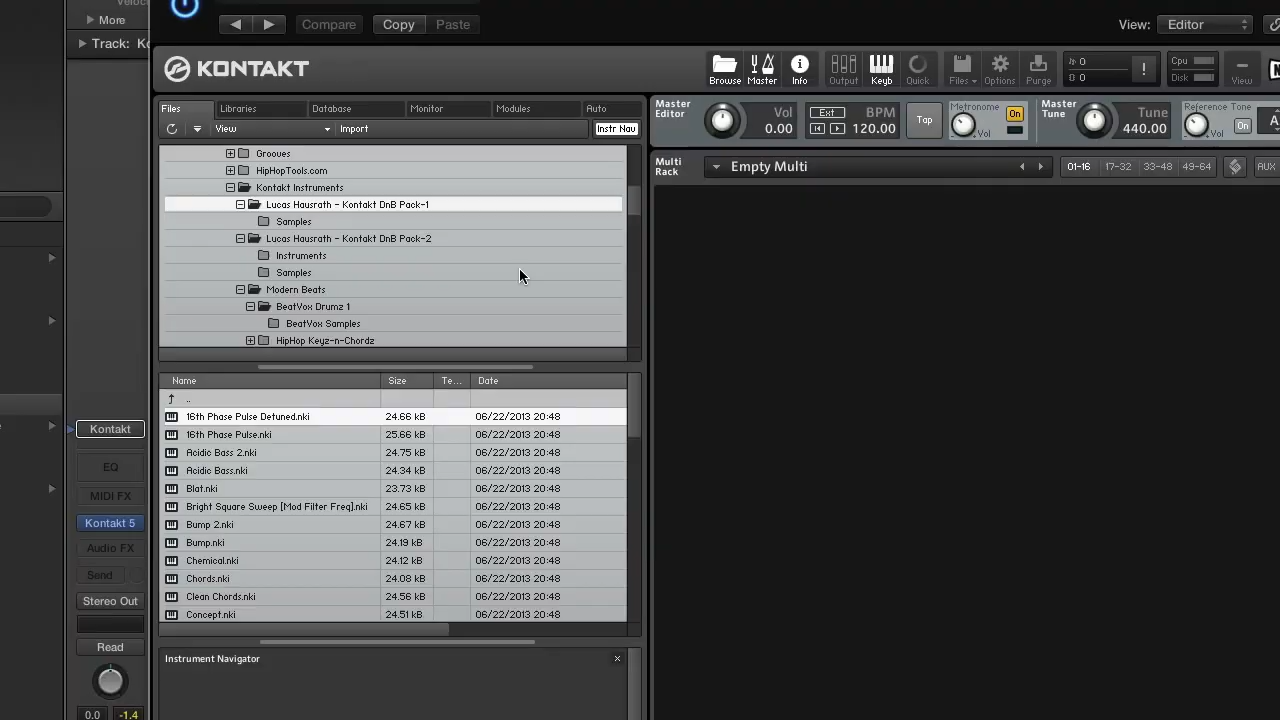 More
Track:
◀ ▶ Compare Copy Paste View: Editor
KONTAKT Browse Master Info Output Keyb Quick Files Options Purge 0 0 ! Cpu Disk View
Files Libraries Database Monitor Modules Auto
View Import Instr Nav
Master Editor Vol 0.00 Ext BPM 120.00 Tap Metronome Vol On Master Tune Tune 440.00 Reference Tone Vol On A
Multi Rack Empty Multi 01-16 17-32 33-48 49-64 AUX
Grooves
HipHopTools.com
Kontakt Instruments
Lucas Hausrath - Kontakt DnB Pack-1
Samples
Lucas Hausrath - Kontakt DnB Pack-2
Instruments
Samples
Modern Beats
BeatVox Drumz 1
BeatVox Samples
HipHop Keyz-n-Chordz
Name Size Te... Date
..
16th Phase Pulse Detuned.nki 24.66 kB 06/22/2013 20:48
16th Phase Pulse.nki 25.66 kB 06/22/2013 20:48
Acidic Bass 2.nki 24.75 kB 06/22/2013 20:48
Acidic Bass.nki 24.34 kB 06/22/2013 20:48
Blat.nki 23.73 kB 06/22/2013 20:48
Bright Square Sweep [Mod Filter Freq].nki 24.65 kB 06/22/2013 20:48
Bump 2.nki 24.67 kB 06/22/2013 20:48
Bump.nki 24.19 kB 06/22/2013 20:48
Chemical.nki 24.12 kB 06/22/2013 20:48
Chords.nki 24.08 kB 06/22/2013 20:48
Clean Chords.nki 24.56 kB 06/22/2013 20:48
Concept.nki 24.51 kB 06/22/2013 20:48
Instrument Navigator ×
Kontakt
EQ
MIDI FX
Kontakt 5
Audio FX
Send
Stereo Out
Read
0.0 -1.4